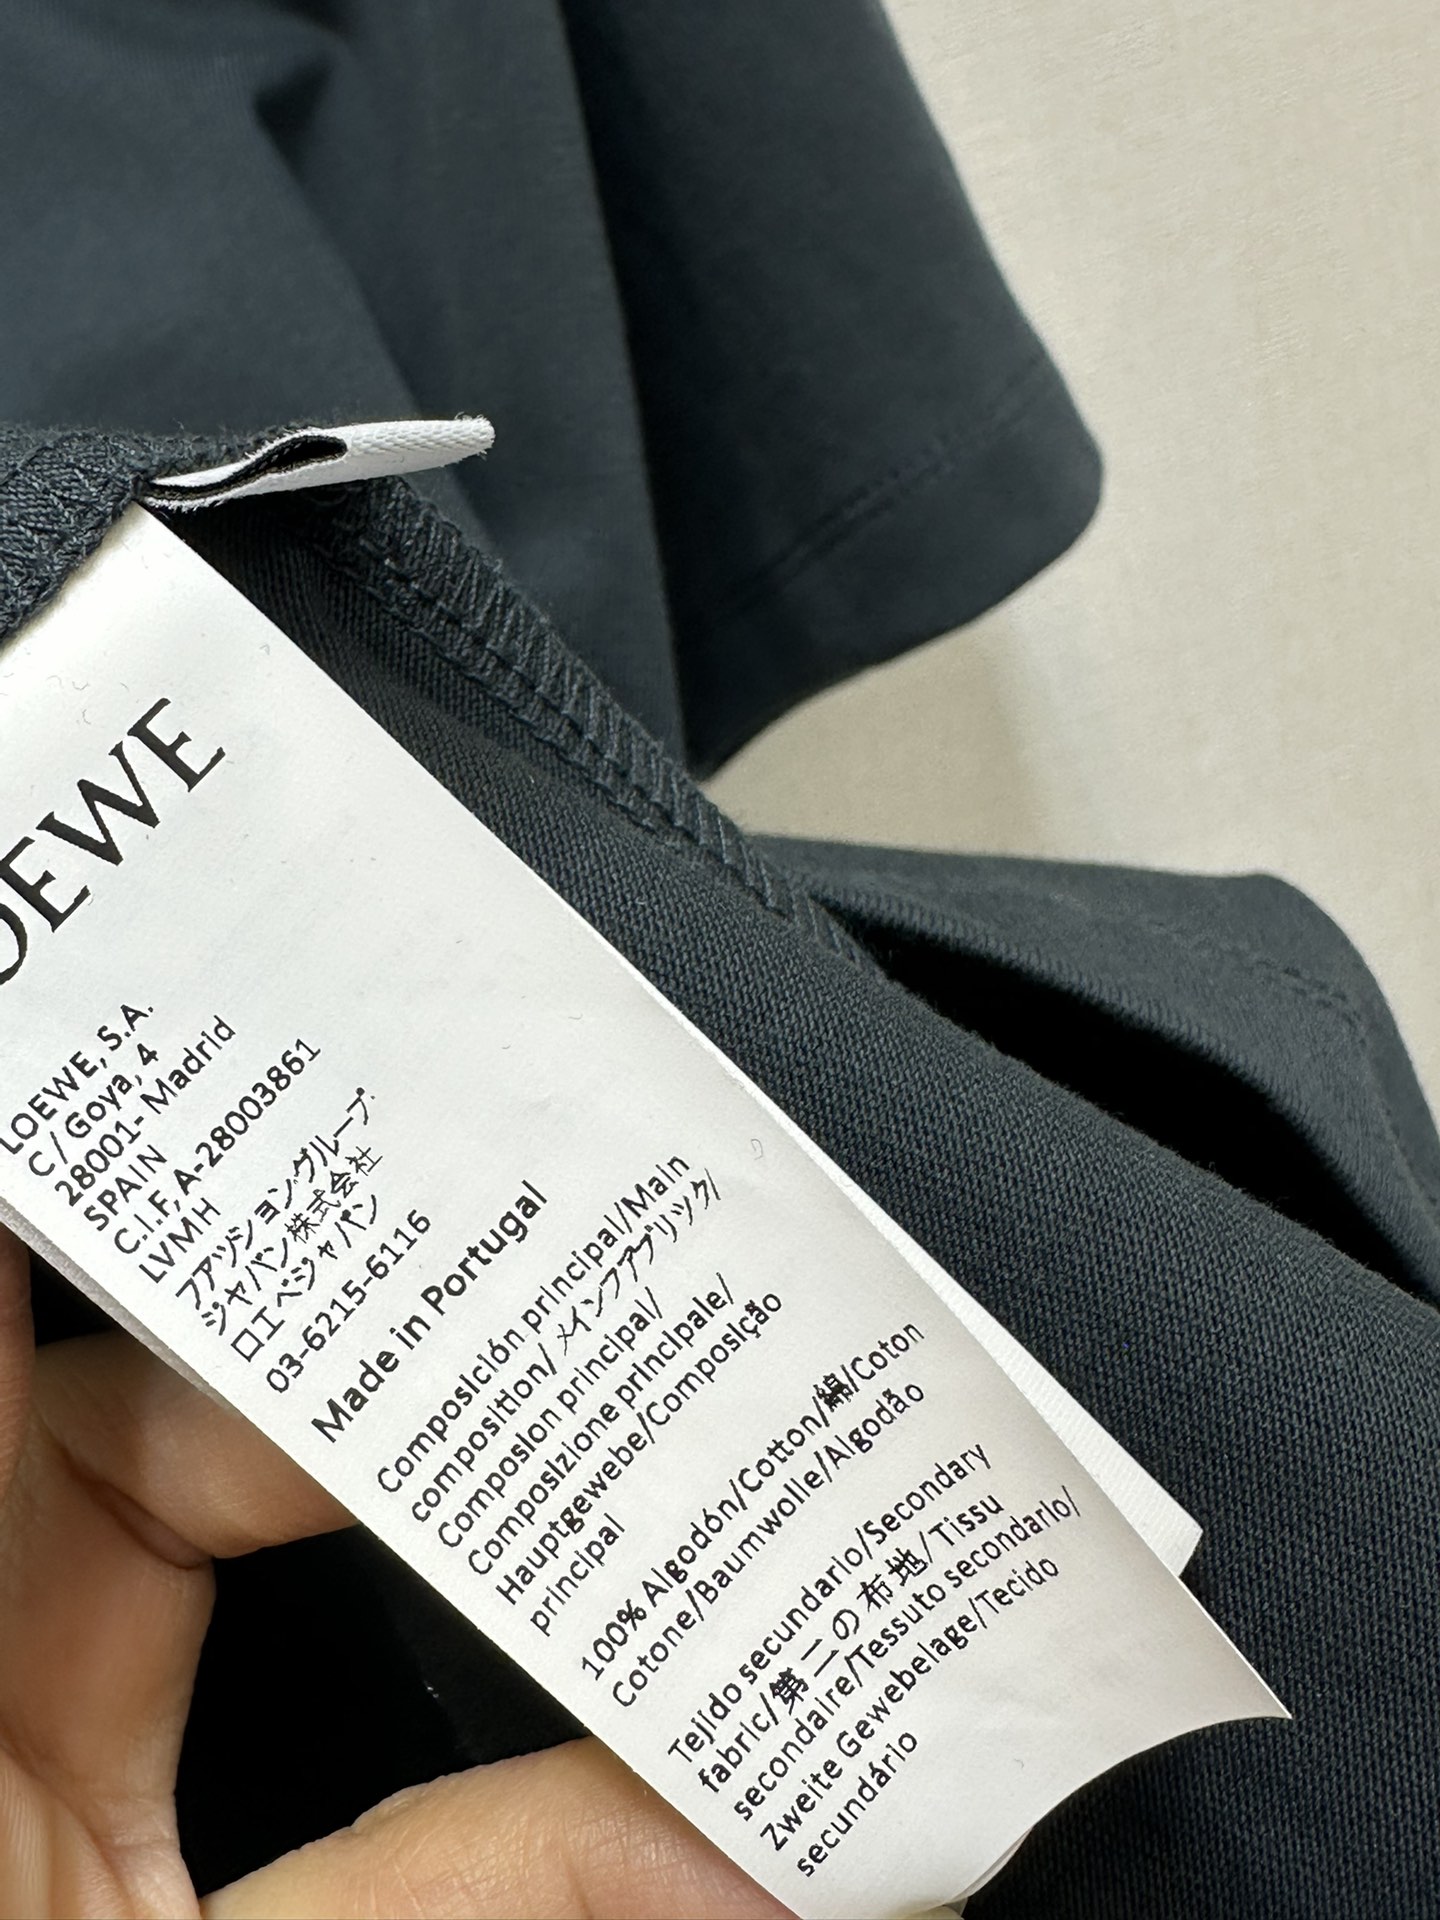 OEWE
LOEWE, S.A.
C / Goya, 4
28001- Madrid
SPAIN
C.I.F, A-28003861
LVMH
ファッショングループ
ジャパン株式会社
ロエベジャパン
03-6215-6116
Made in Portugal
Composición principal/Main
composition/メインファブリック/
Composion principal/
Composizione principale/
Hauptgewebe/Composição
principal
100% Algodón/Cotton/綿/Coton
Cotone/Baumwolle/Algodão
Tejido secundario/Secondary
fabric/第二の布地/Tissu
secondaire/Tessuto secondario/
Zweite Gewebelage/Tecido
secundário